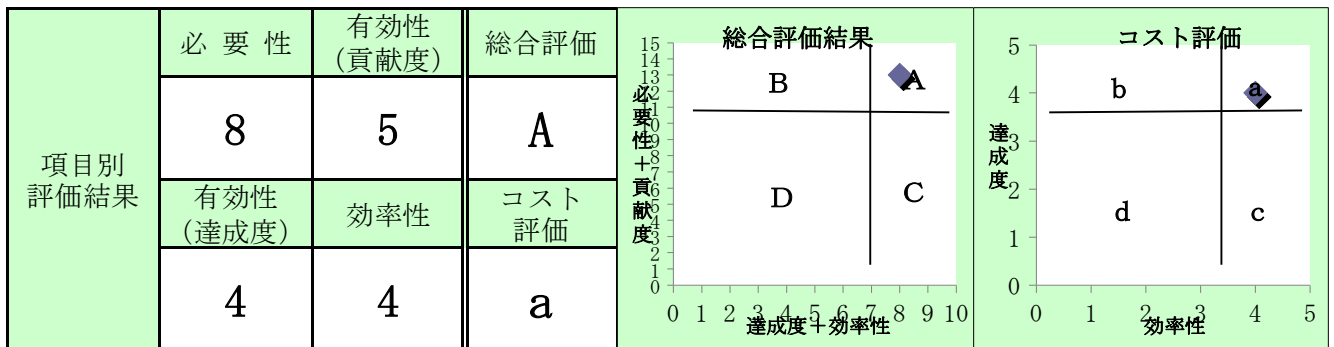 項目別
評価結果
必 要 性
有効性
（貢献度）
総合評価
8
5
A
有効性
（達成度）
効率性
コスト
評価
4
4
a
総合評価結果
必要性＋貢献度
15
14
13
12
11
10
9
8
7
6
5
4
3
2
1
0
B
A
D
C
0 1 2 3 4 5 6 7 8 9 10
達成度＋効率性
コスト評価
達成度
5
4
3
2
1
0
b
a
d
c
0 1 2 3 4 5
効率性